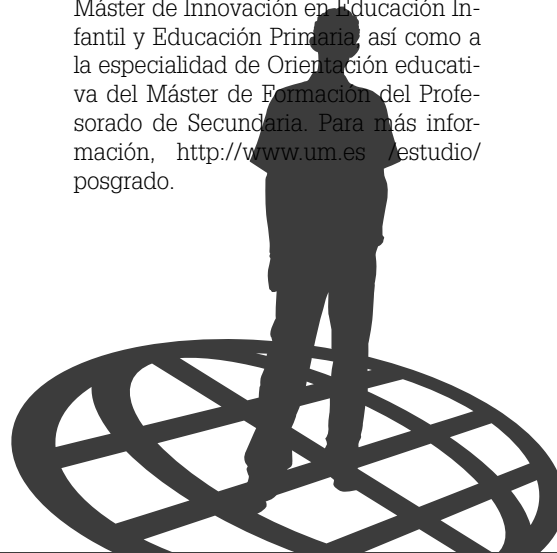 Máster de Innovación en Educación In-
fantil y Educación Primaria, así como a
la especialidad de Orientación educati-
va del Máster de Formación del Profe-
sorado de Secundaria. Para más infor-
mación, http://www.um.es /estudio/
posgrado.